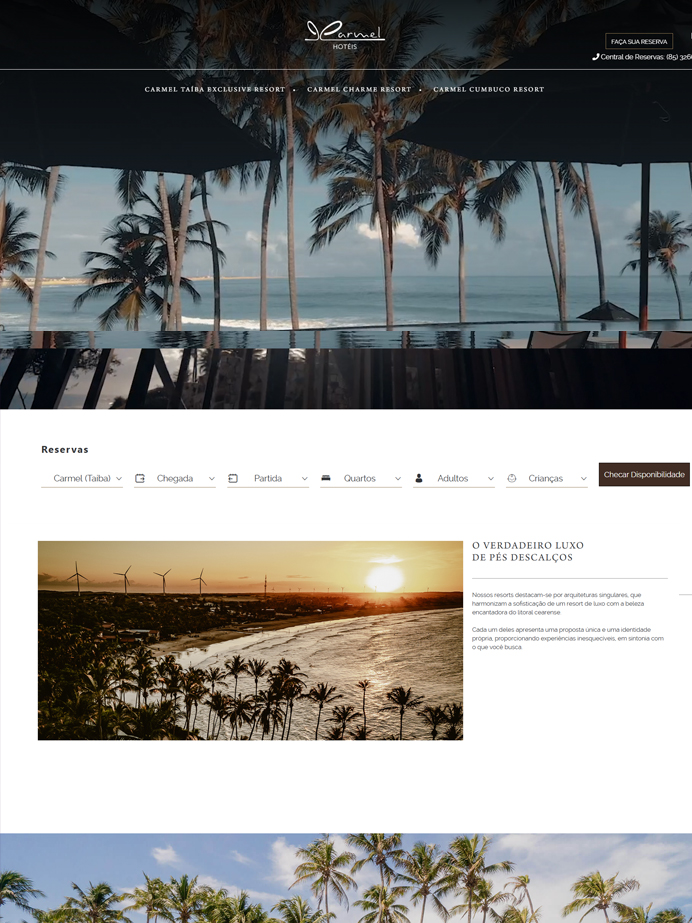 Carmel
HOTÉIS
FAÇA SUA RESERVA
Central de Reservas: (85) 326
CARMEL TAÍBA EXCLUSIVE RESORT • CARMEL CHARME RESORT • CARMEL CUMBUCO RESORT
Reservas
Carmel (Taíba)
Chegada
Partida
Quartos
Adultos
Crianças
Checar Disponibilidade
O VERDADEIRO LUXO
DE PÉS DESCALÇOS
Nossos resorts destacam-se por arquiteturas singulares, que
harmonizam a sofisticação de um resort de luxo com a beleza
encantadora do litoral cearense.
Cada um deles apresenta uma proposta única e uma identidade
própria, proporcionando experiências inesquecíveis, em sintonia com
o que você busca.